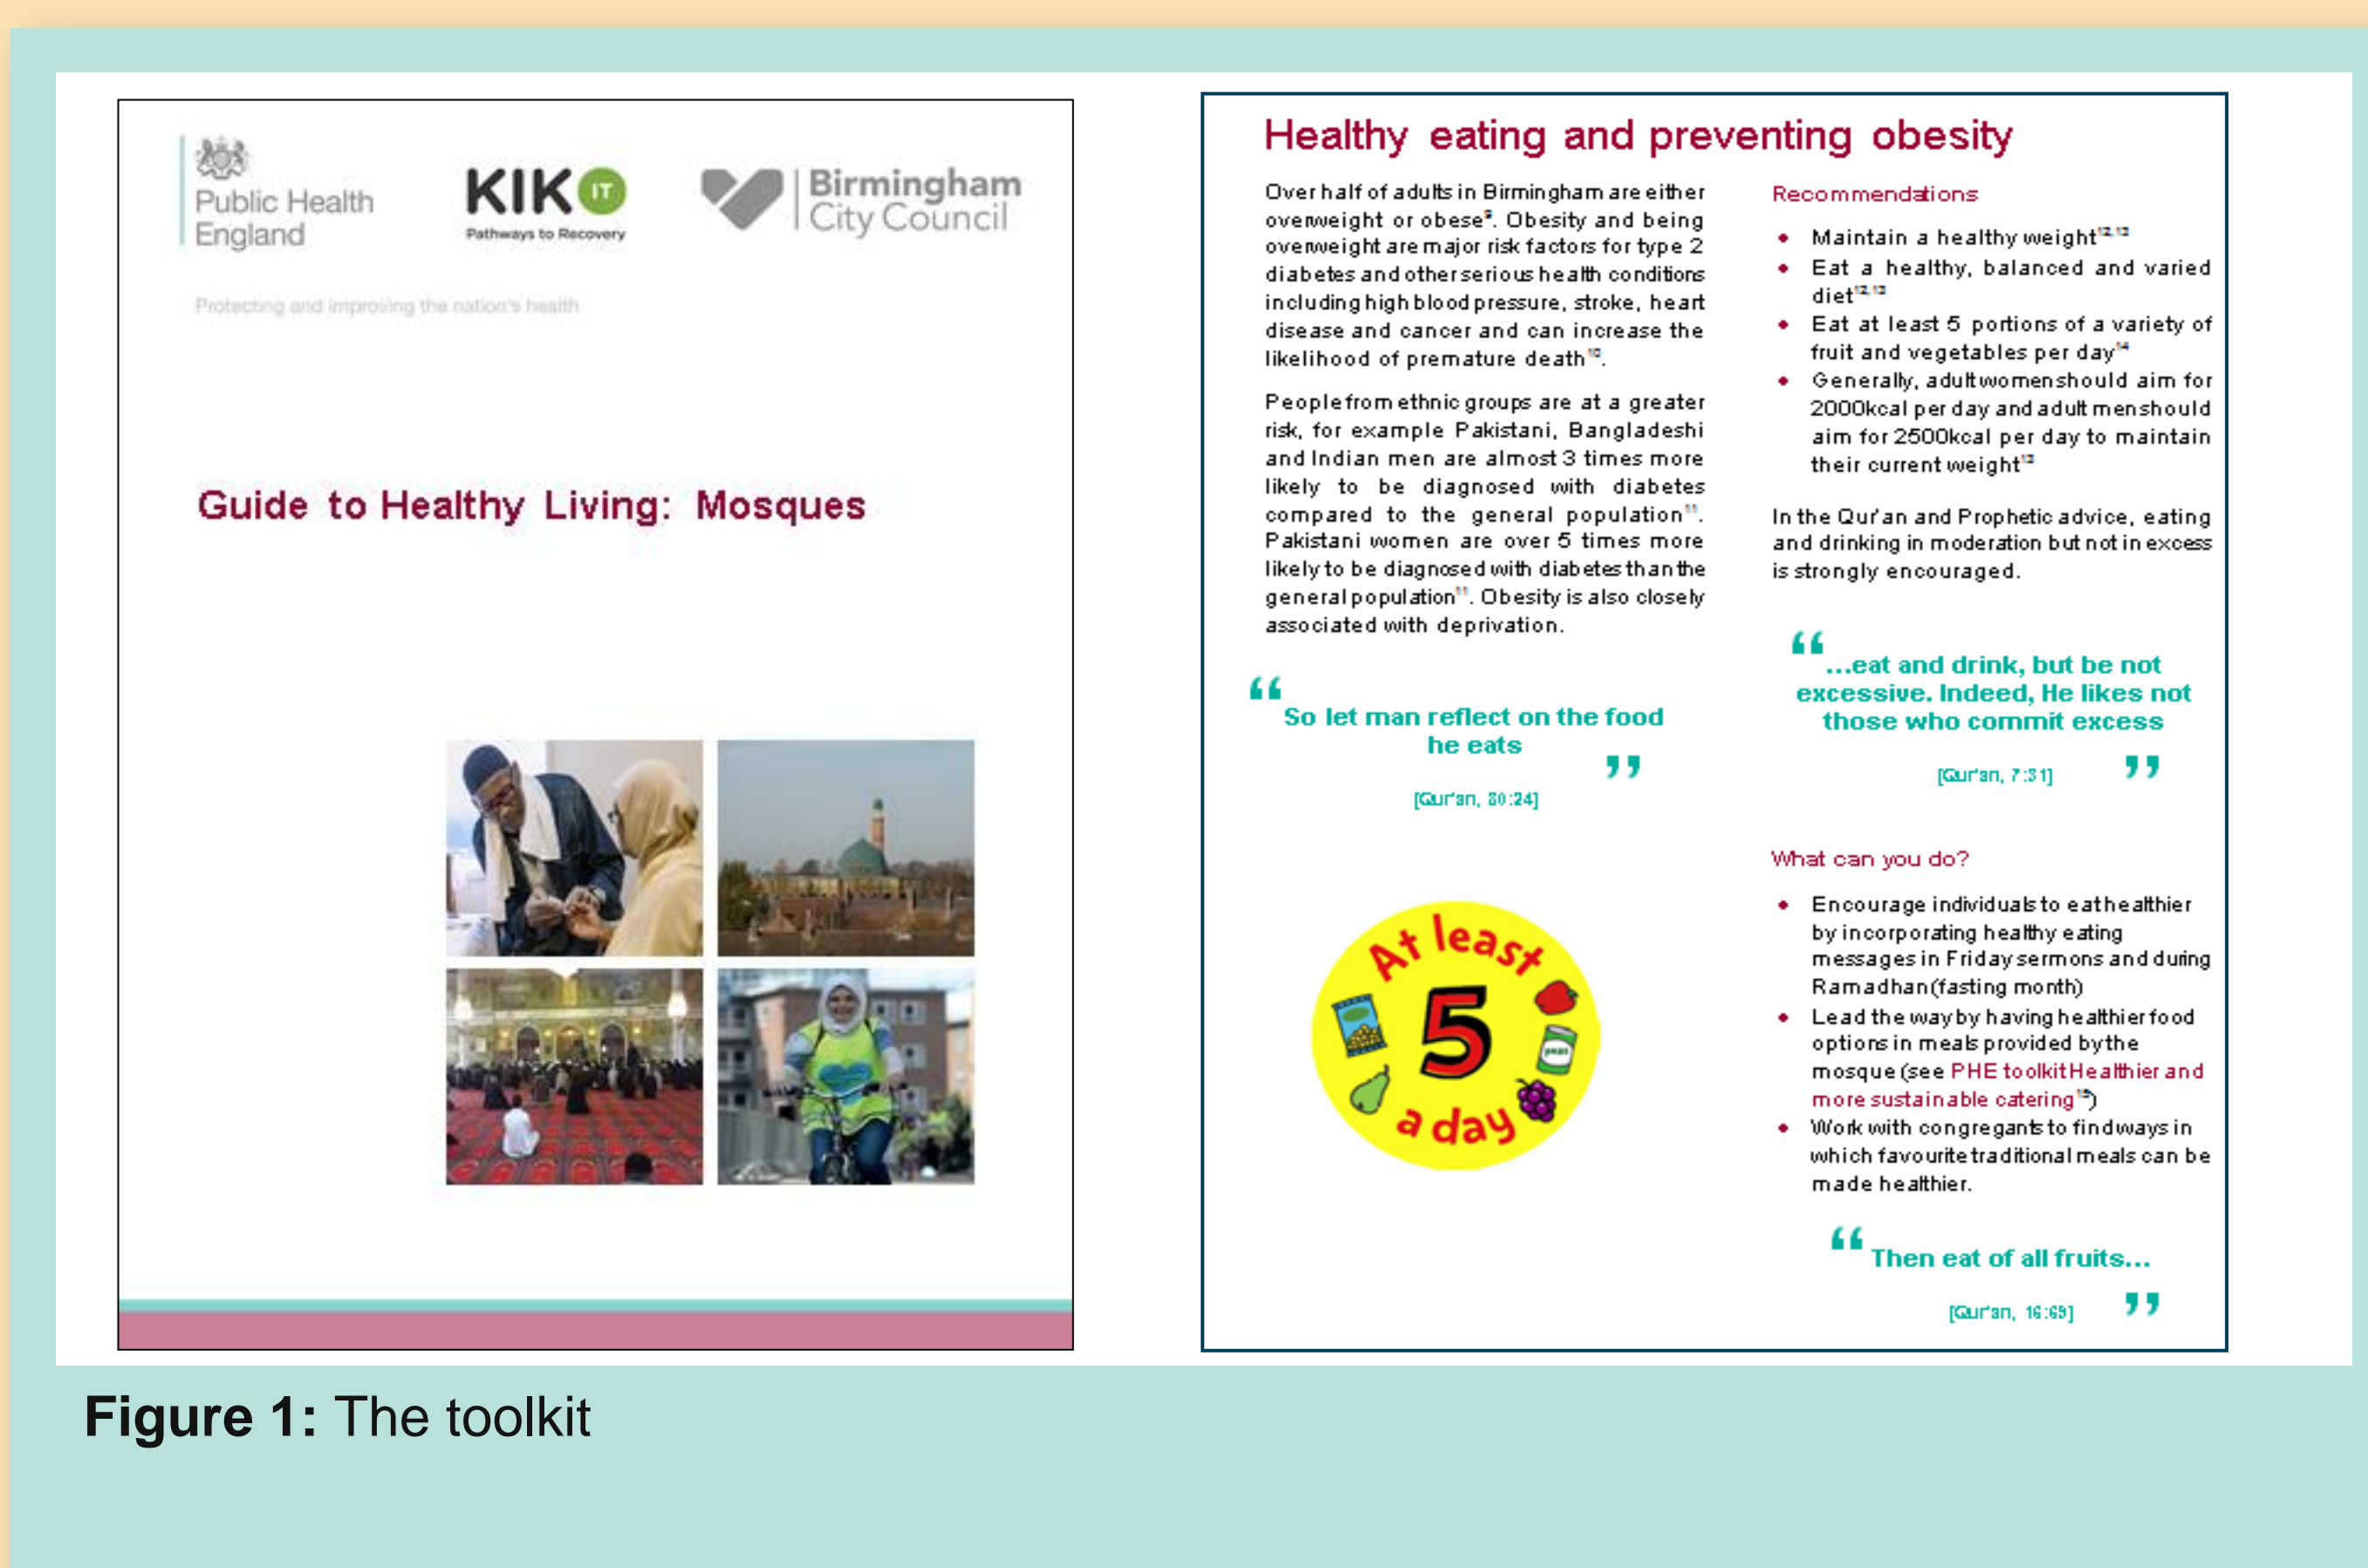 Public Health
England
KIKIT
Pathways to Recovery
Birmingham
City Council
Protecting and improving the nation's health
Guide to Healthy Living: Mosques
Healthy eating and preventing obesity
Over half of adults in Birmingham are either
overweight or obese⁹. Obesity and being
overweight are major risk factors for type 2
diabetes and other serious health conditions
including high blood pressure, stroke, heart
disease and cancer and can increase the
likelihood of premature death¹⁰.
People from ethnic groups are at a greater
risk, for example Pakistani, Bangladeshi
and Indian men are almost 3 times more
likely to be diagnosed with diabetes
compared to the general population¹¹.
Pakistani women are over 5 times more
likely to be diagnosed with diabetes than the
general population¹¹. Obesity is also closely
associated with deprivation.
“
So let man reflect on the food
he eats
”
[Qur'an, 80:24]
At least
5
a day
Recommendations
• Maintain a healthy weight¹²,¹³
• Eat a healthy, balanced and varied
diet¹²,¹³
• Eat at least 5 portions of a variety of
fruit and vegetables per day¹⁴
• Generally, adult women should aim for
2000kcal per day and adult men should
aim for 2500kcal per day to maintain
their current weight¹³
In the Qur'an and Prophetic advice, eating
and drinking in moderation but not in excess
is strongly encouraged.
“
...eat and drink, but be not
excessive. Indeed, He likes not
those who commit excess
”
[Qur'an, 7:31]
What can you do?
• Encourage individuals to eat healthier
by incorporating healthy eating
messages in Friday sermons and during
Ramadhan (fasting month)
• Lead the way by having healthier food
options in meals provided by the
mosque (see PHE toolkit Healthier and
more sustainable catering¹⁵)
• Work with congregants to find ways in
which favourite traditional meals can be
made healthier.
“
Then eat of all fruits...
”
[Qur'an, 16:69]
Figure 1: The toolkit